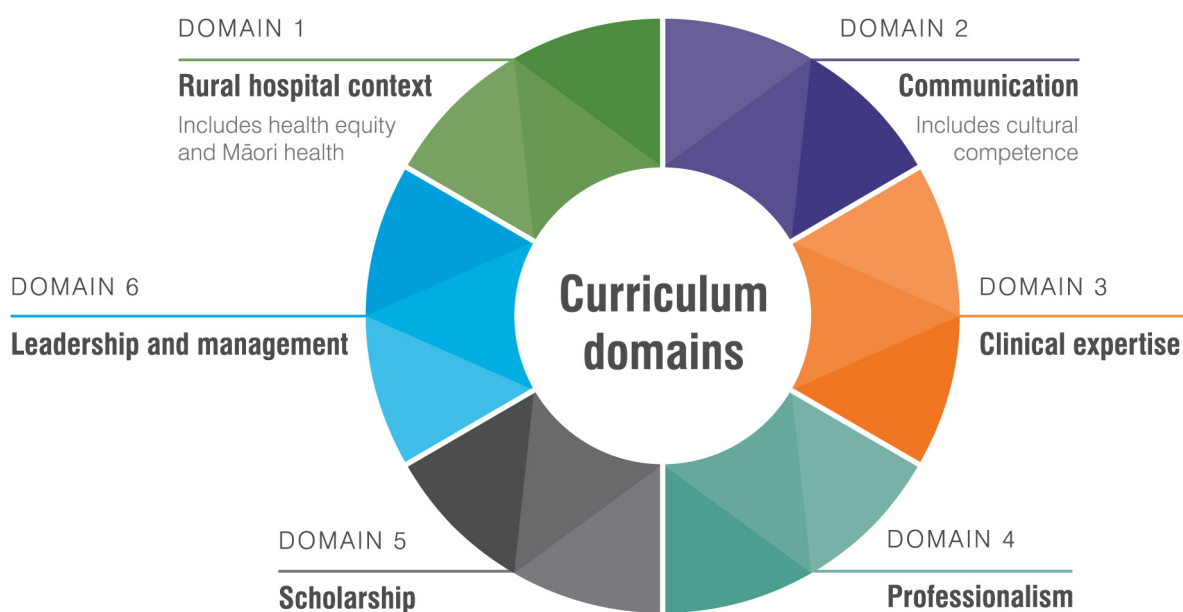 DOMAIN 1
Rural hospital context
Includes health equity
and Māori health
DOMAIN 2
Communication
Includes cultural
competence
DOMAIN 3
Clinical expertise
DOMAIN 4
Professionalism
DOMAIN 5
Scholarship
DOMAIN 6
Leadership and management
Curriculum
domains